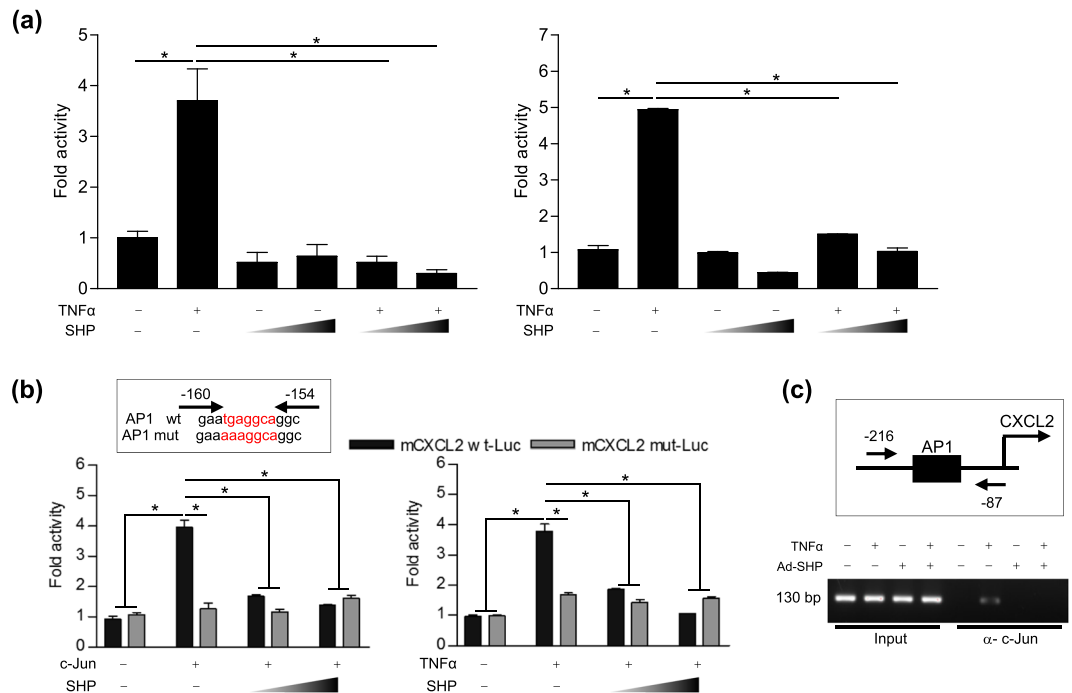 (a)
5
4
3
2
1
0
Fold activity
* * *
TNFα – + – – + +
SHP – –
7
6
5
4
3
2
1
0
Fold activity
* * *
TNFα – + – – + +
SHP – –
(b)
-160 -154
AP1 wt gaatgaggcaggc
AP1 mut gaaaaaggcaggc
mCXCL2 w t-Luc mCXCL2 mut-Luc
6
5
4
3
2
1
0
Fold activity
* * * *
c-Jun – + + +
SHP – –
6
5
4
3
2
1
0
Fold activity
* * * *
TNFα – + + +
SHP – –
(c)
CXCL2
-216 AP1
-87
TNFα – + – + – + – +
Ad-SHP – – + + – – + +
130 bp
Input α- c-Jun